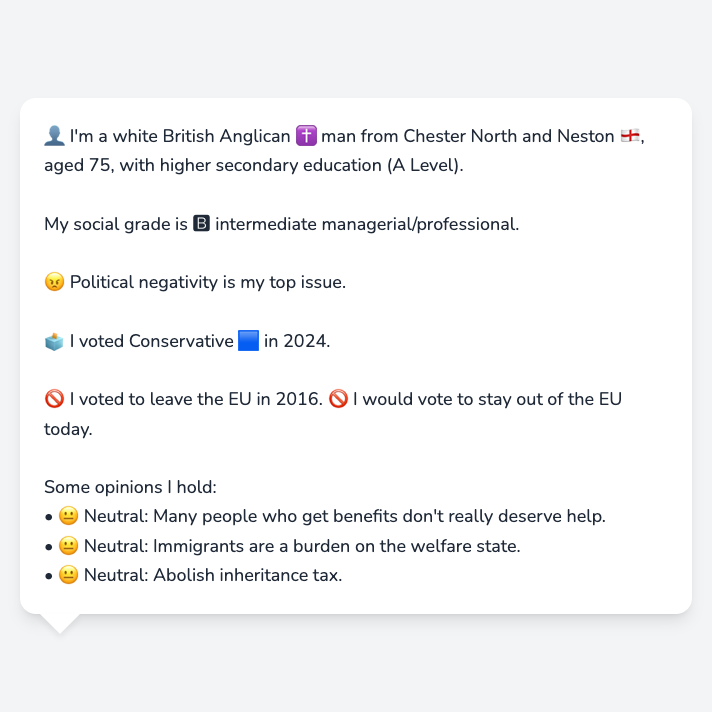 👤 I'm a white British Anglican ✝️ man from Chester North and Neston 🏴󠁧󠁢󠁥󠁮󠁧󠁿,
aged 75, with higher secondary education (A Level).
My social grade is 🅱 intermediate managerial/professional.
😠 Political negativity is my top issue.
🗳️ I voted Conservative 🟦 in 2024.
🚫 I voted to leave the EU in 2016. 🚫 I would vote to stay out of the EU
today.
Some opinions I hold:
• 😐 Neutral: Many people who get benefits don't really deserve help.
• 😐 Neutral: Immigrants are a burden on the welfare state.
• 😐 Neutral: Abolish inheritance tax.